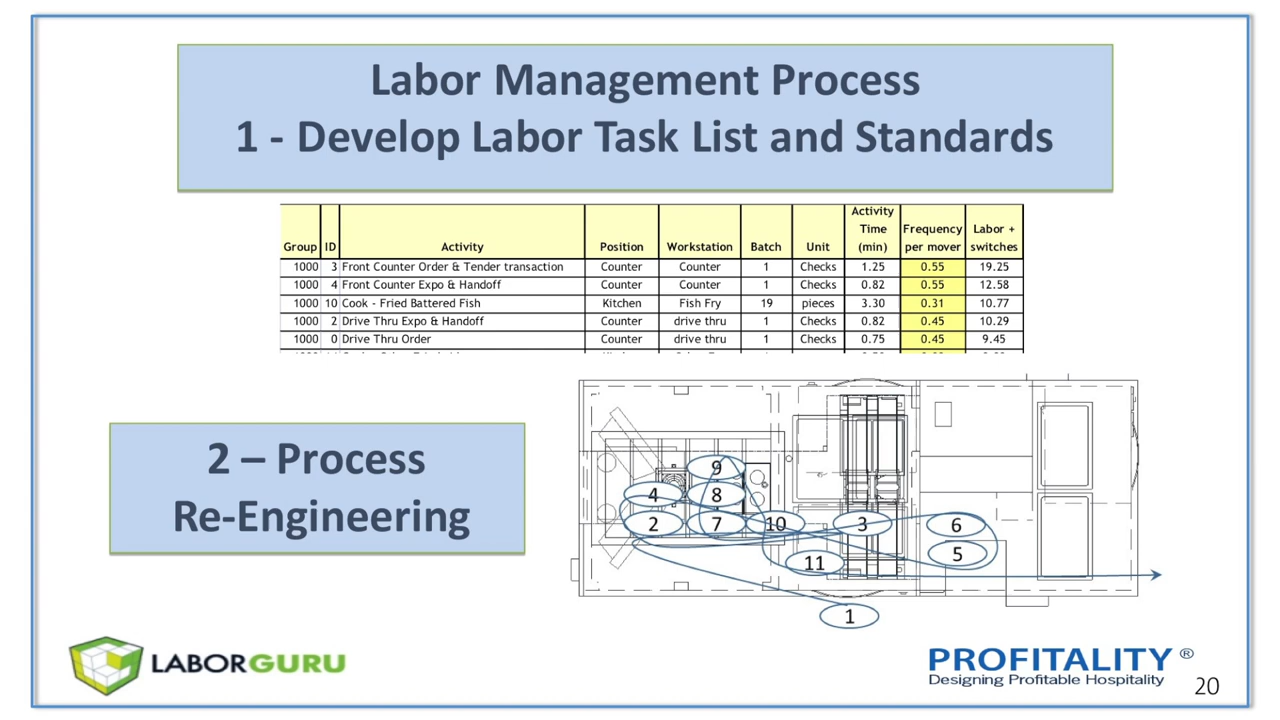 Labor Management Process
1 - Develop Labor Task List and Standards
Group ID Activity Position Workstation Batch Unit Activity Time (min) Frequency per mover Labor + switches
1000 3 Front Counter Order & Tender transaction Counter Counter 1 Checks 1.25 0.55 19.25
1000 4 Front Counter Expo & Handoff Counter Counter 1 Checks 0.82 0.55 12.58
1000 10 Cook - Fried Battered Fish Kitchen Fish Fry 19 pieces 3.30 0.31 10.77
1000 2 Drive Thru Expo & Handoff Counter drive thru 1 Checks 0.82 0.45 10.29
1000 0 Drive Thru Order Counter drive thru 1 Checks 0.75 0.45 9.45
2 – Process
Re-Engineering
9
4 8
2 7 10 3 6
5
11
1
LABORGURU
PROFITALITY ®
Designing Profitable Hospitality
20